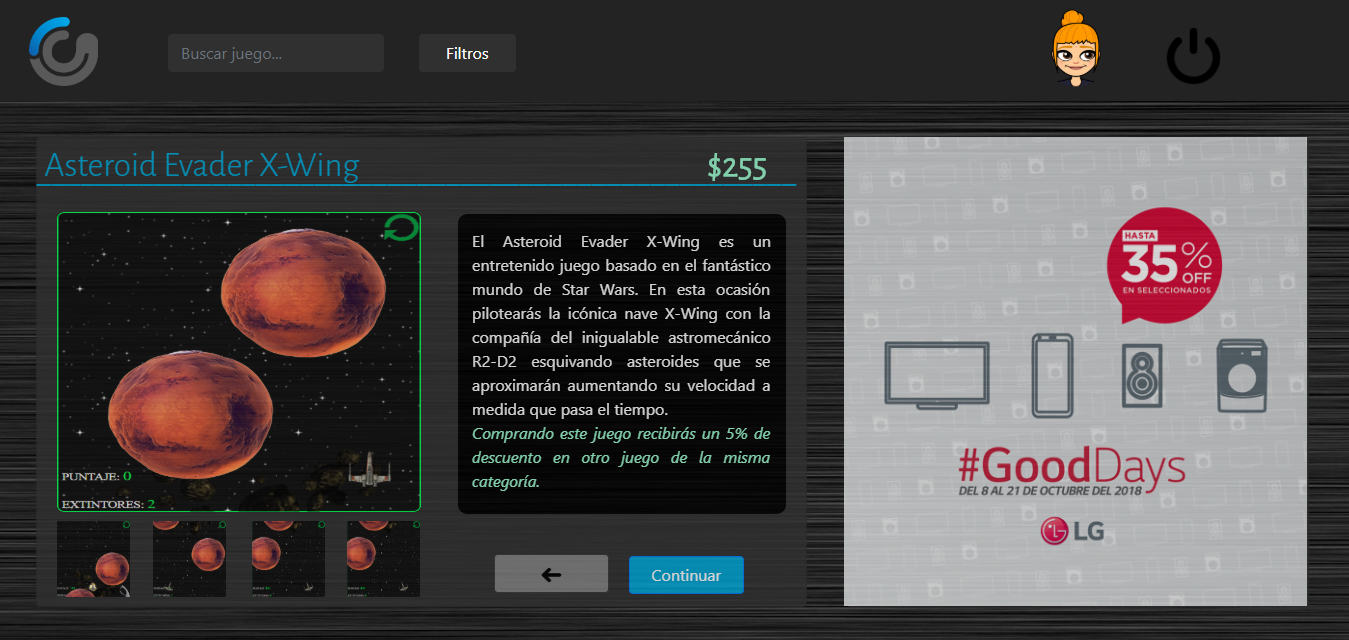 Buscar juego...
Filtros
Asteroid Evader X-Wing
$255
PUNTAJE: 0
EXTINTORES: 2
El Asteroid Evader X-Wing es un
entretenido juego basado en el fantástico
mundo de Star Wars. En esta ocasión
pilotearás la icónica nave X-Wing con la
compañía del inigualable astromecánico
R2-D2 esquivando asteroides que se
aproximarán aumentando su velocidad a
medida que pasa el tiempo.
Comprando este juego recibirás un 5% de
descuento en otro juego de la misma
categoría.
Continuar
HASTA
35%
OFF
EN SELECCIONADOS
#GoodDays
DEL 8 AL 21 DE OCTUBRE DEL 2018
LG